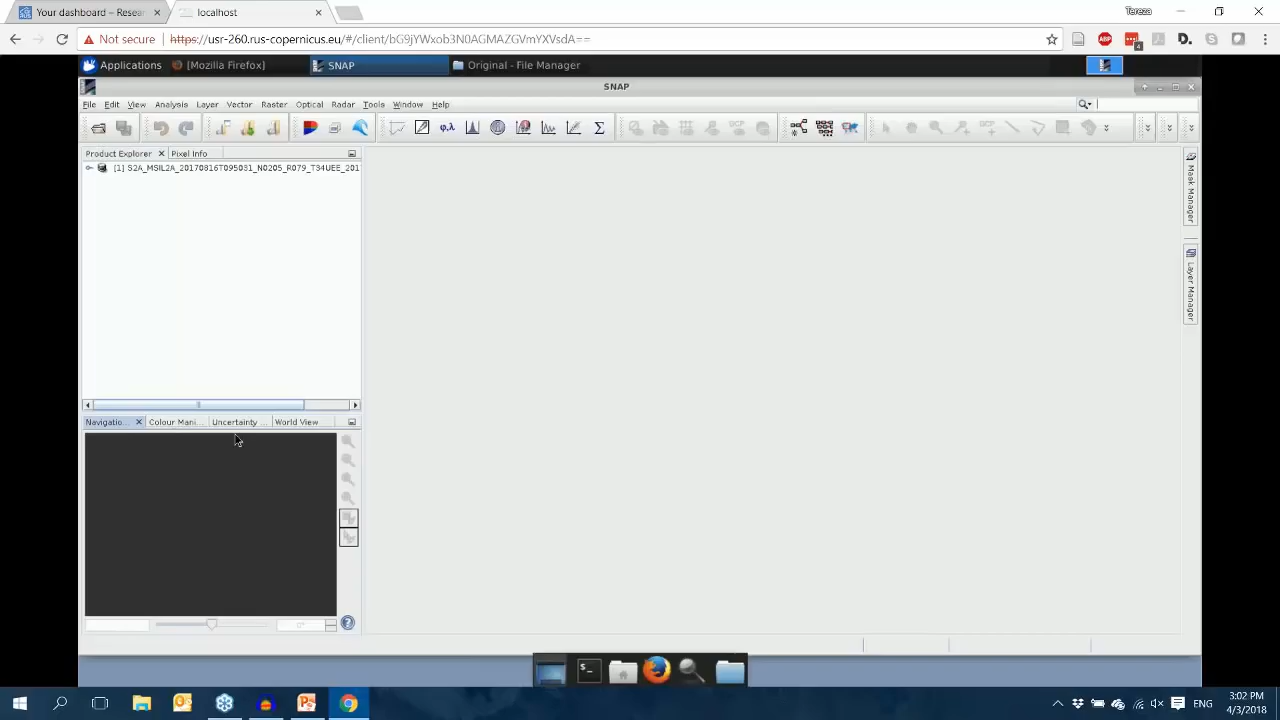 Your dashboard – Resea
localhost
Tereza
Not secure
https://usr-260.rus-copernicus.eu/#/client/bG9jYWxob3N0AGMAZGVmYXVsdA==
4
Applications
[Mozilla Firefox]
SNAP
Original - File Manager
SNAP
File Edit View Analysis Layer Vector Raster Optical Radar Tools Window Help
Product Explorer
Pixel Info
[1] S2A_MSIL2A_20170816T095031_N0205_R079_T34UEE_201
Mask Manager
Layer Manager
Navigatio...
Colour Mani...
Uncertainty ...
World View
ENG
3:02 PM
4/3/2018